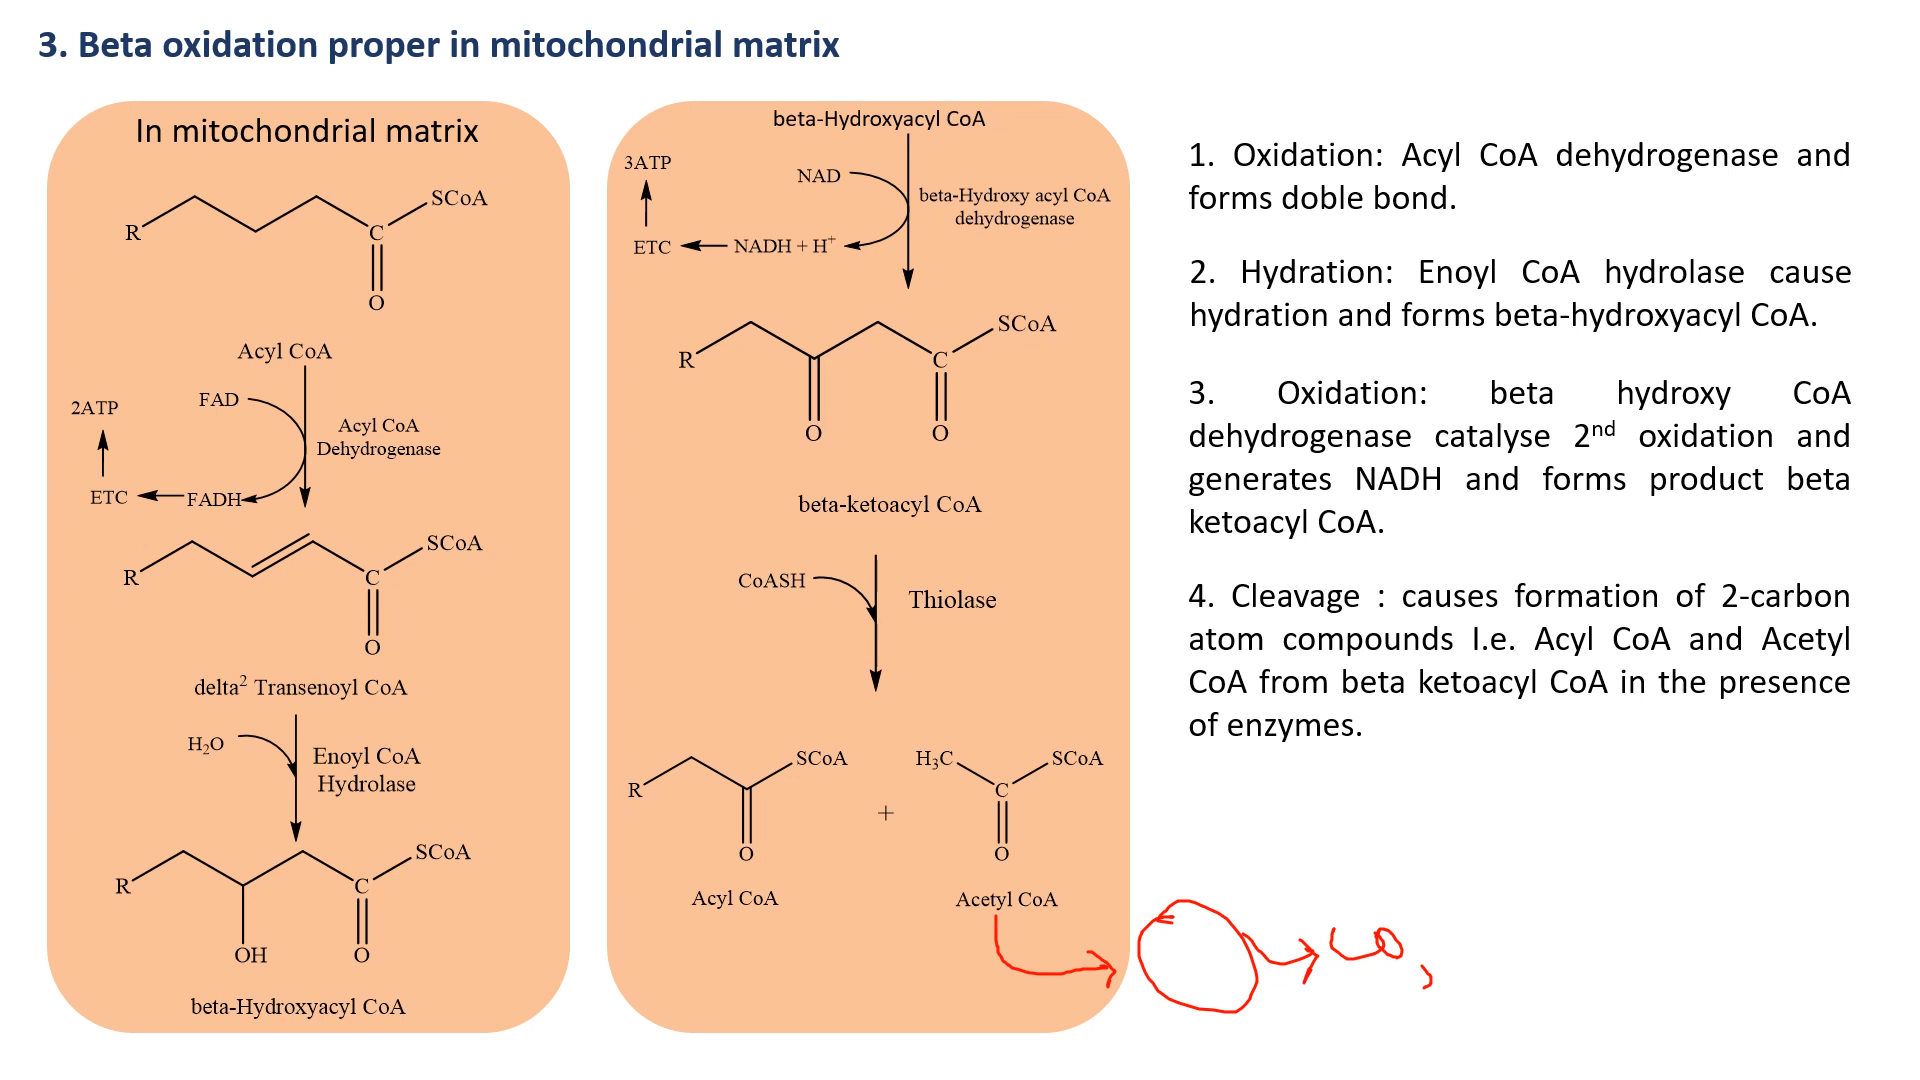 3. Beta oxidation proper in mitochondrial matrix
In mitochondrial matrix
SCoA
R
C
O
Acyl CoA
FAD
2ATP
Acyl CoA
Dehydrogenase
ETC
FADH
SCoA
R
C
O
delta² Transenoyl CoA
H₂O
Enoyl CoA
Hydrolase
SCoA
R
C
OH
O
beta-Hydroxyacyl CoA
beta-Hydroxyacyl CoA
3ATP
NAD
beta-Hydroxy acyl CoA
dehydrogenase
ETC
NADH + H⁺
SCoA
R
C
O
O
beta-ketoacyl CoA
CoASH
Thiolase
SCoA
R
O
Acyl CoA
+
H₃C
SCoA
C
O
Acetyl CoA
CO
1. Oxidation: Acyl CoA dehydrogenase and
forms doble bond.
2. Hydration: Enoyl CoA hydrolase cause
hydration and forms beta-hydroxyacyl CoA.
3. Oxidation: beta hydroxy CoA
dehydrogenase catalyse 2nd oxidation and
generates NADH and forms product beta
ketoacyl CoA.
4. Cleavage : causes formation of 2-carbon
atom compounds I.e. Acyl CoA and Acetyl
CoA from beta ketoacyl CoA in the presence
of enzymes.